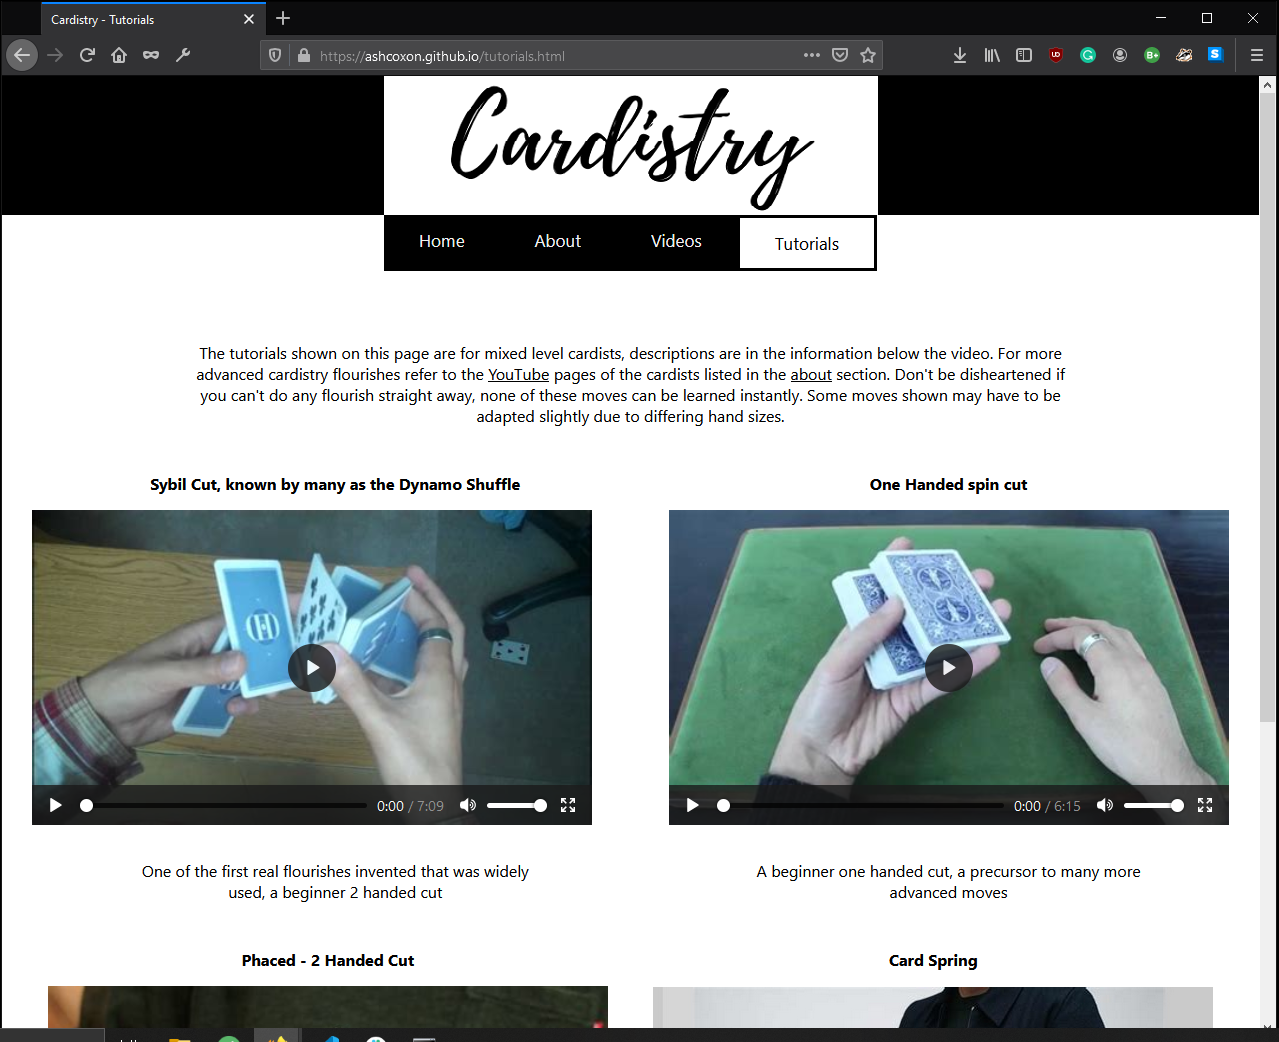 Cardistry - Tutorials
https://ashcoxon.github.io/tutorials.html
Cardistry
Home About Videos Tutorials
The tutorials shown on this page are for mixed level cardists, descriptions are in the information below the video. For more
advanced cardistry flourishes refer to the YouTube pages of the cardists listed in the about section. Don't be disheartened if
you can't do any flourish straight away, none of these moves can be learned instantly. Some moves shown may have to be
adapted slightly due to differing hand sizes.
Sybil Cut, known by many as the Dynamo Shuffle
0:00 / 7:09
One of the first real flourishes invented that was widely
used, a beginner 2 handed cut
One Handed spin cut
0:00 / 6:15
A beginner one handed cut, a precursor to many more
advanced moves
Phaced - 2 Handed Cut
Card Spring